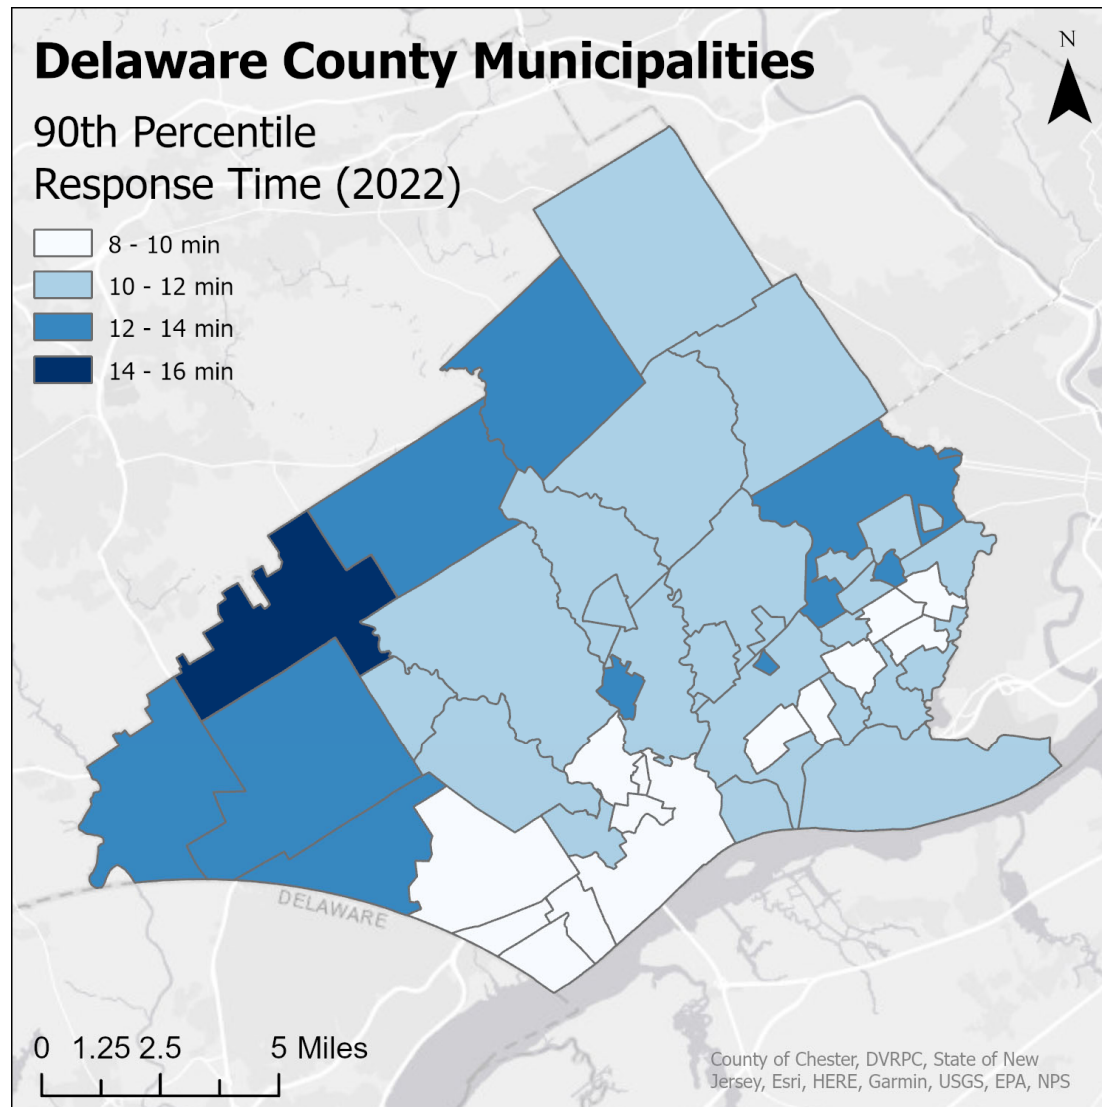 Delaware County Municipalities
90th Percentile
Response Time (2022)
8 - 10 min
10 - 12 min
12 - 14 min
14 - 16 min
N
DELAWARE
0 1.25 2.5 5 Miles
County of Chester, DVRPC, State of New
Jersey, Esri, HERE, Garmin, USGS, EPA, NPS